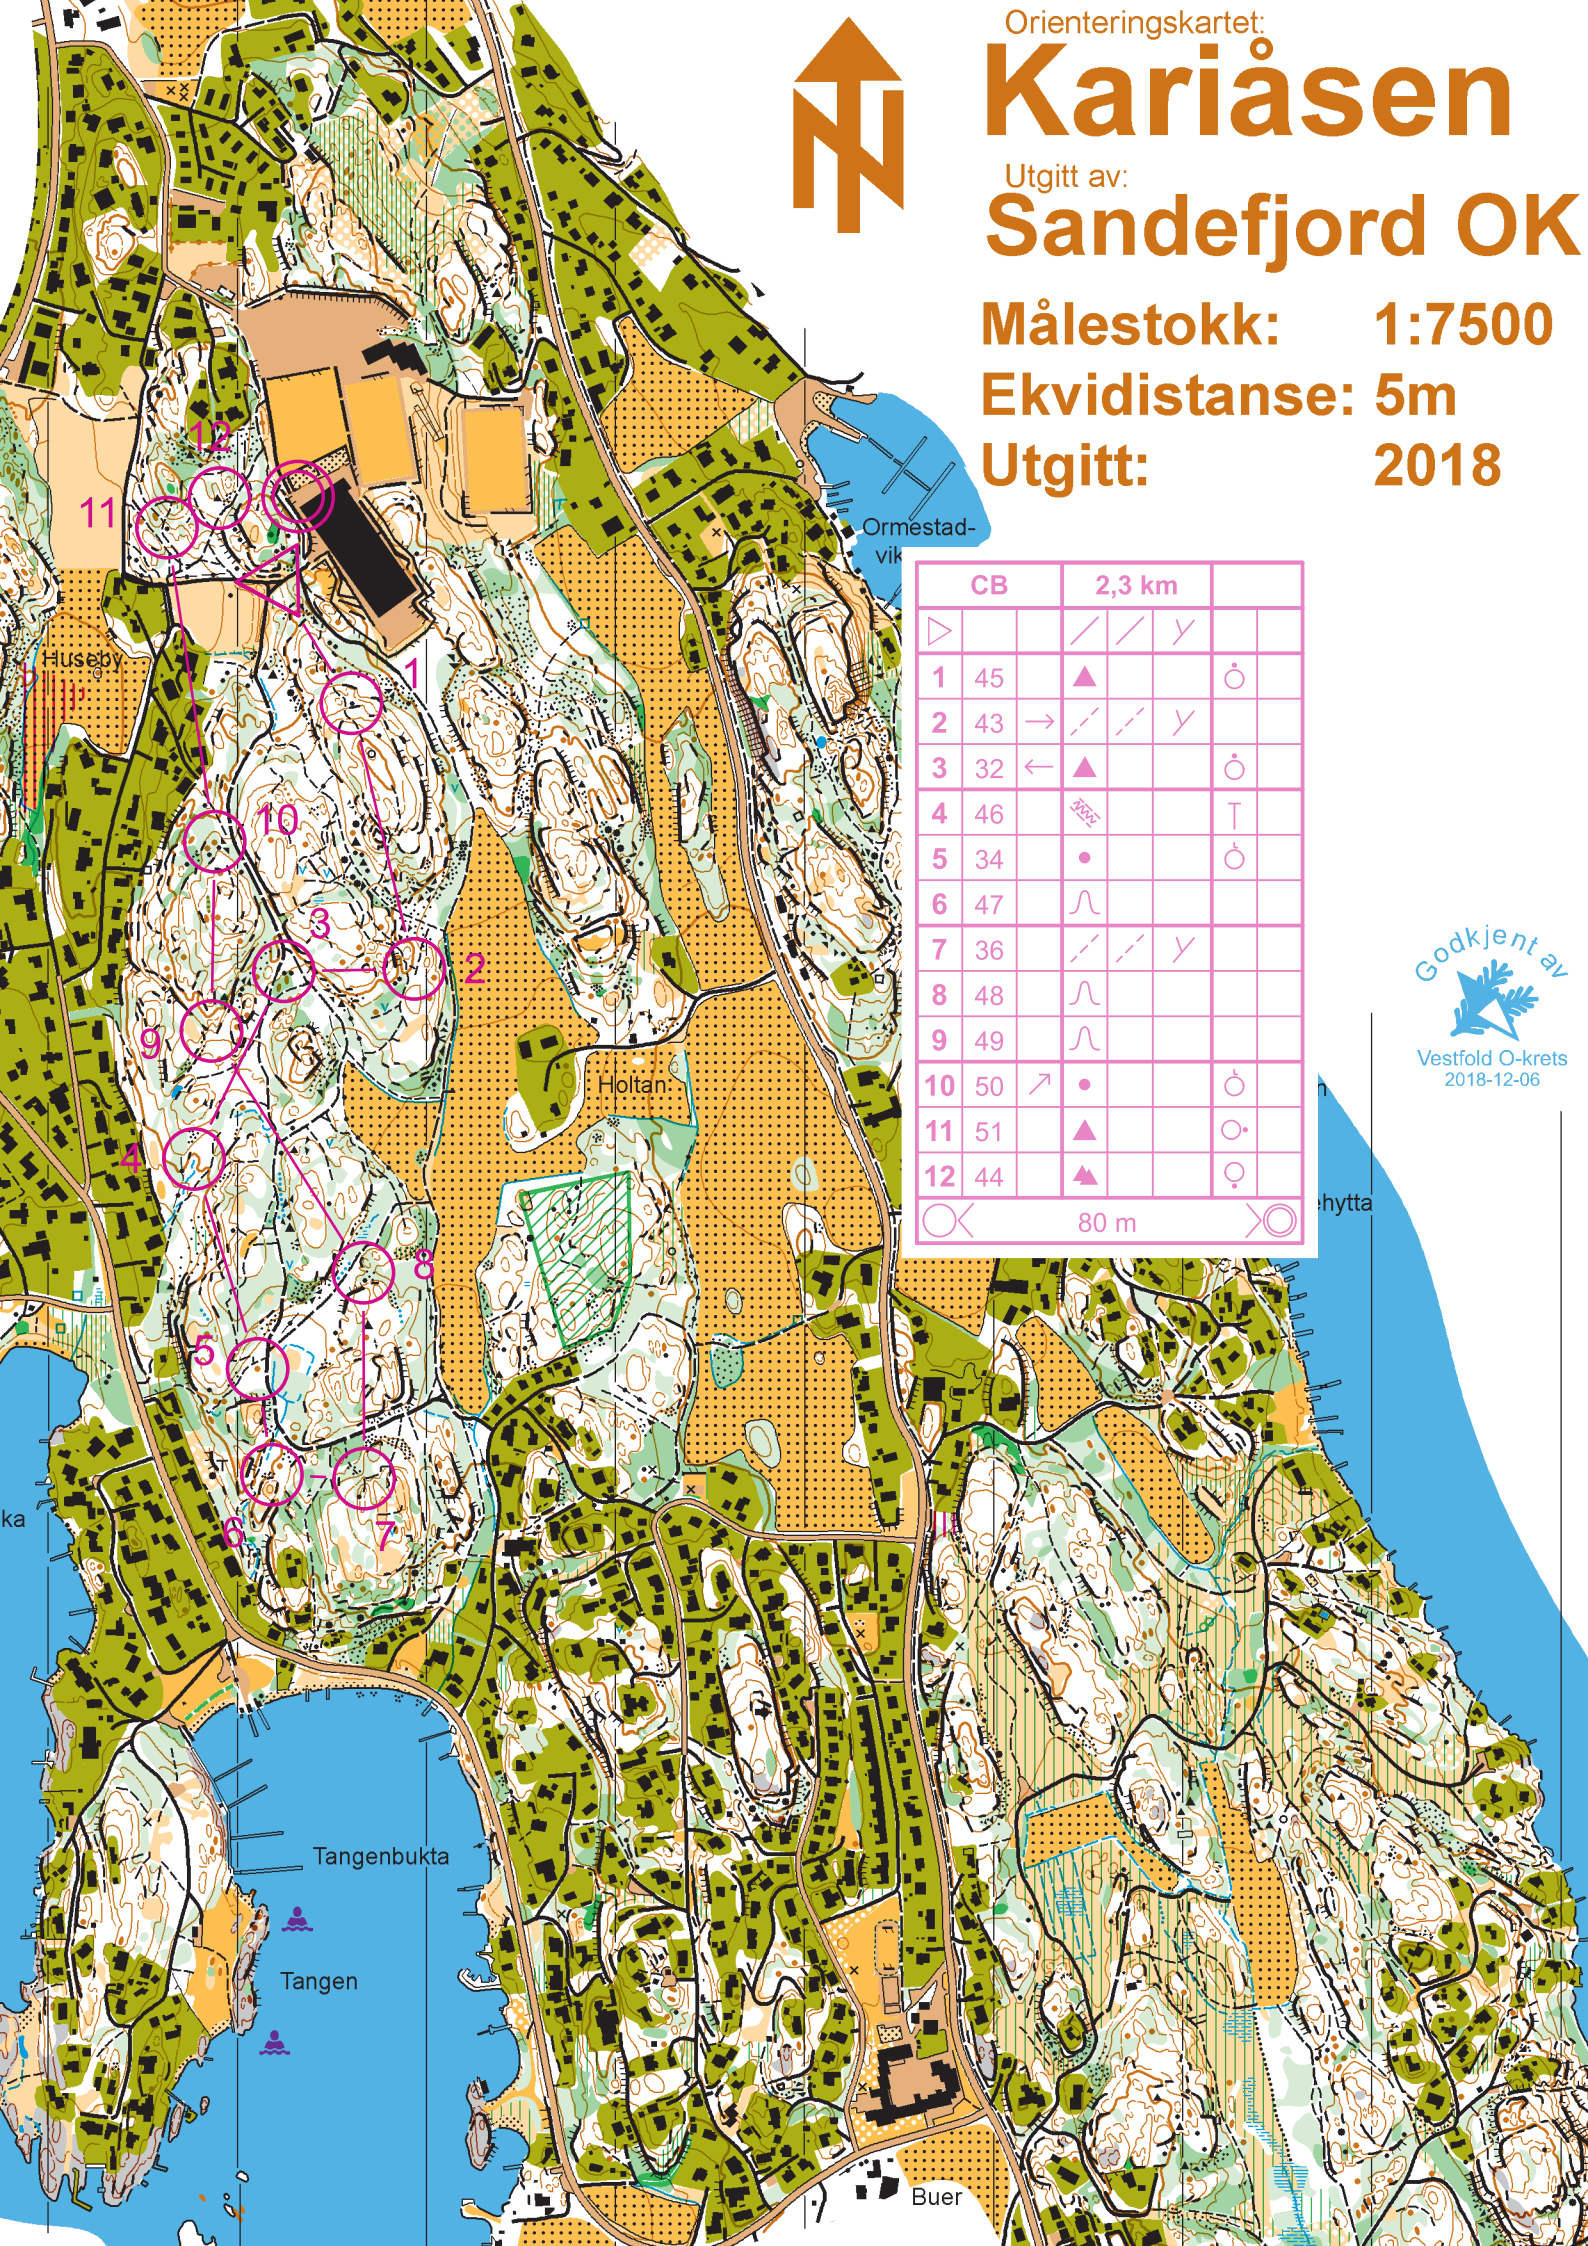 Orienteringskartet:
Kariåsen
Utgitt av:
Sandefjord OK
Målestokk: 1:7500
Ekvidistanse: 5m
Utgitt: 2018
12
11
Ormestad-
vik
CB 2,3 km
Huseby
1
1 45
2 43
3 32
4 46
5 34
6 47
7 36
8 48
9 49
10 50
11 51
12 44
80 m
10
3
2
9
Godkjent av
Vestfold O-krets
2018-12-06
Holtan
n
4
ehytta
8
5
ka
6
7
Tangenbukta
Tangen
Buer